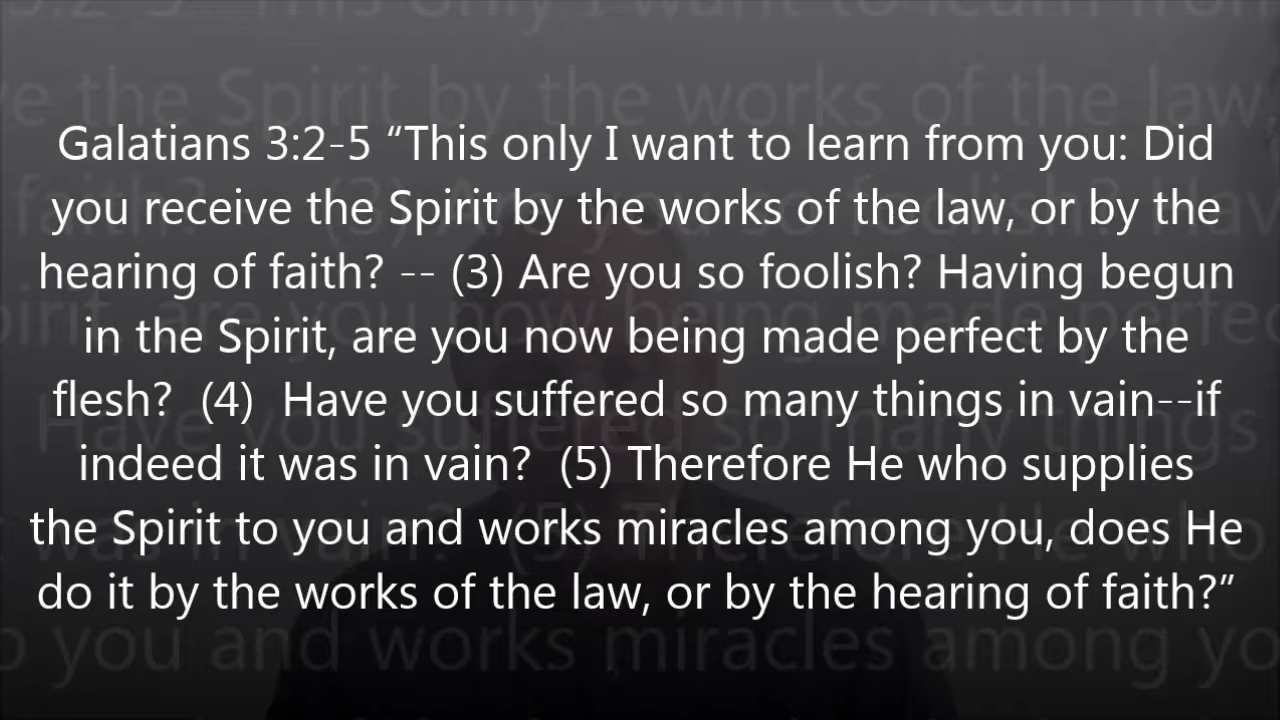 Galatians 3:2-5 “This only I want to learn from you: Did
you receive the Spirit by the works of the law, or by the
hearing of faith? -- (3) Are you so foolish? Having begun
in the Spirit, are you now being made perfect by the
flesh?  (4)  Have you suffered so many things in vain--if
indeed it was in vain?  (5) Therefore He who supplies
the Spirit to you and works miracles among you, does He
do it by the works of the law, or by the hearing of faith?”